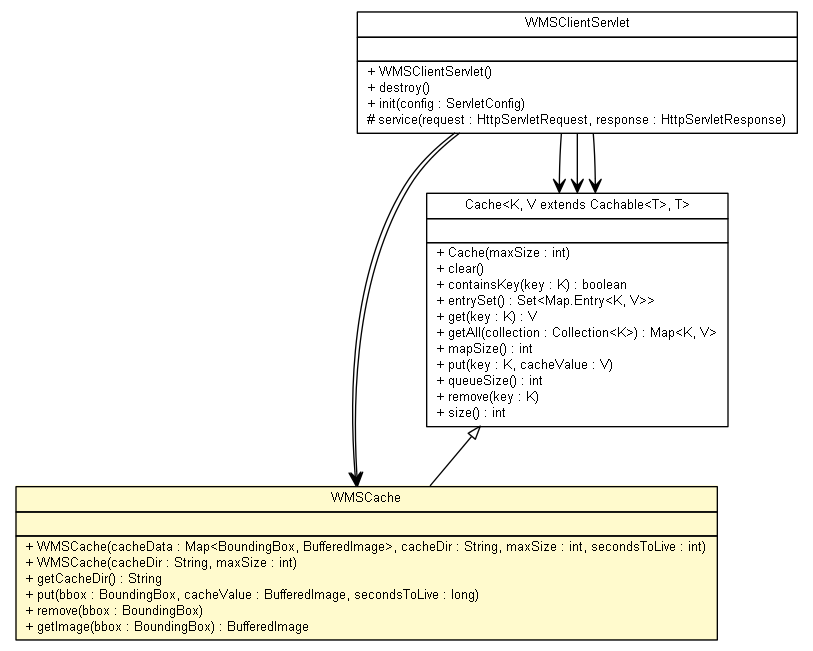 WMSClientServlet
+ WMSClientServlet()
+ destroy()
+ init(config : ServletConfig)
# service(request : HttpServletRequest, response : HttpServletResponse)
Cache<K, V extends Cachable<T>, T>
+ Cache(maxSize : int)
+ clear()
+ containsKey(key : K) : boolean
+ entrySet() : Set<Map.Entry<K, V>>
+ get(key : K) : V
+ getAll(collection : Collection<K>) : Map<K, V>
+ mapSize() : int
+ put(key : K, cacheValue : V)
+ queueSize() : int
+ remove(key : K)
+ size() : int
WMSCache
+ WMSCache(cacheData : Map<BoundingBox, BufferedImage>, cacheDir : String, maxSize : int, secondsToLive : int)
+ WMSCache(cacheDir : String, maxSize : int)
+ getCacheDir() : String
+ put(bbox : BoundingBox, cacheValue : BufferedImage, secondsToLive : long)
+ remove(bbox : BoundingBox)
+ getImage(bbox : BoundingBox) : BufferedImage